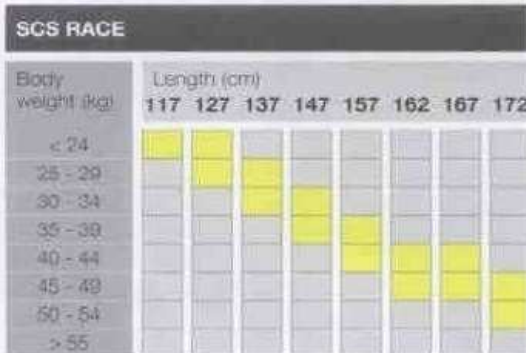 SCS RACE
Body
weight (kg)
Length (cm)
117 127 137 147 157 162 167 172
< 24
25 - 29
30 - 34
35 - 39
40 - 44
45 - 49
50 - 54
> 55